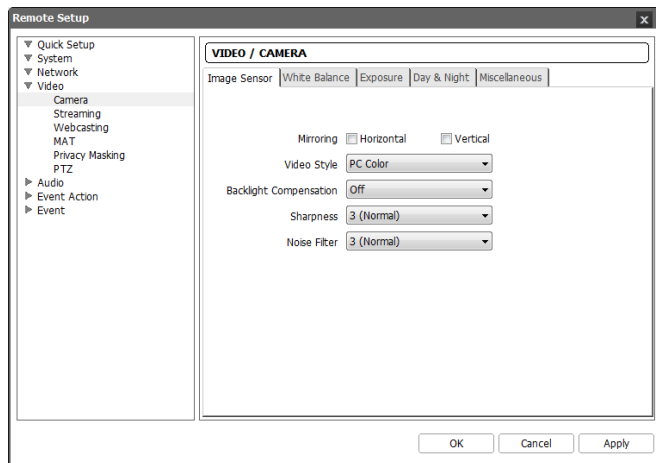 Remote Setup
x
Quick Setup
System
Network
Video
Camera
Streaming
Webcasting
MAT
Privacy Masking
PTZ
Audio
Event Action
Event
VIDEO / CAMERA
Image Sensor White Balance Exposure Day & Night Miscellaneous
Mirroring Horizontal Vertical
Video Style PC Color
Backlight Compensation Off
Sharpness 3 (Normal)
Noise Filter 3 (Normal)
OK Cancel Apply